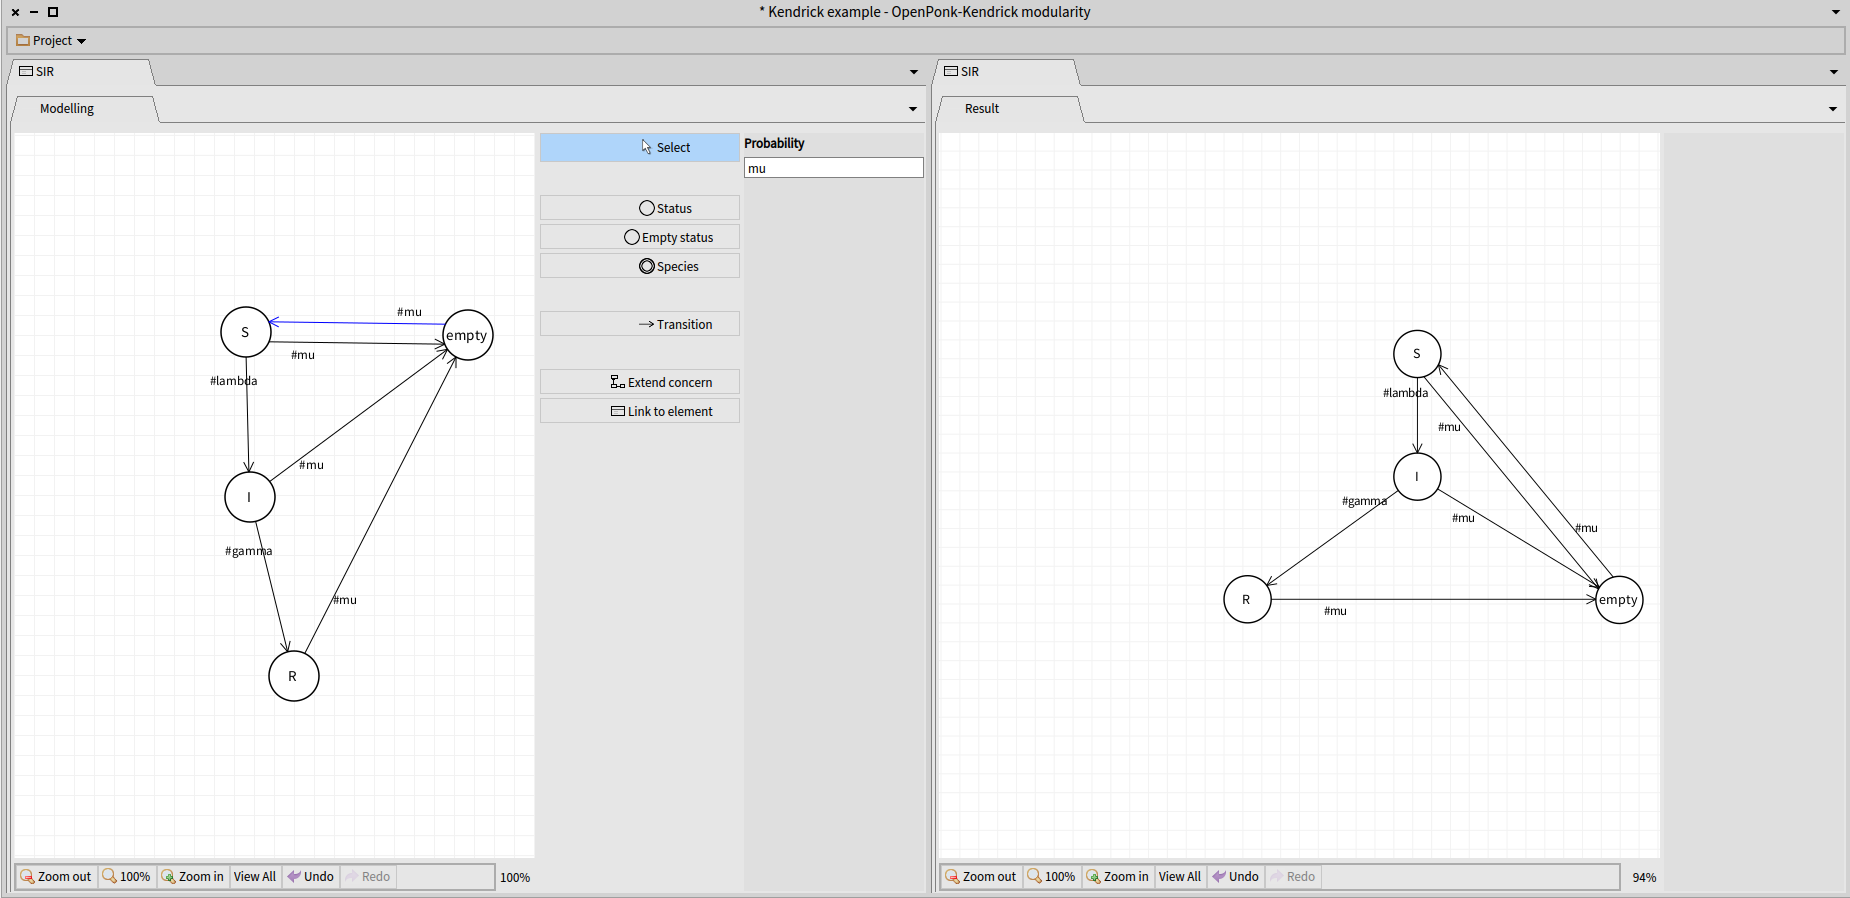 * Kendrick example - OpenPonk-Kendrick modularity
Project
SIR
Modelling
Select
Status
Empty status
Species
Transition
Extend concern
Link to element
Probability
mu
#mu
S
empty
#mu
#lambda
#mu
I
#gamma
#mu
R
Zoom out
100%
Zoom in
View All
Undo
Redo
100%
SIR
Result
S
#lambda
#mu
I
#gamma
#mu
#mu
R
empty
#mu
Zoom out
100%
Zoom in
View All
Undo
Redo
94%